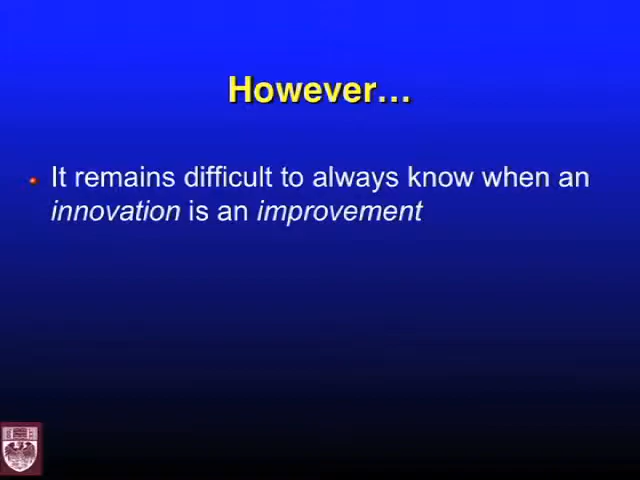 However...
It remains difficult to always know when an
innovation is an improvement